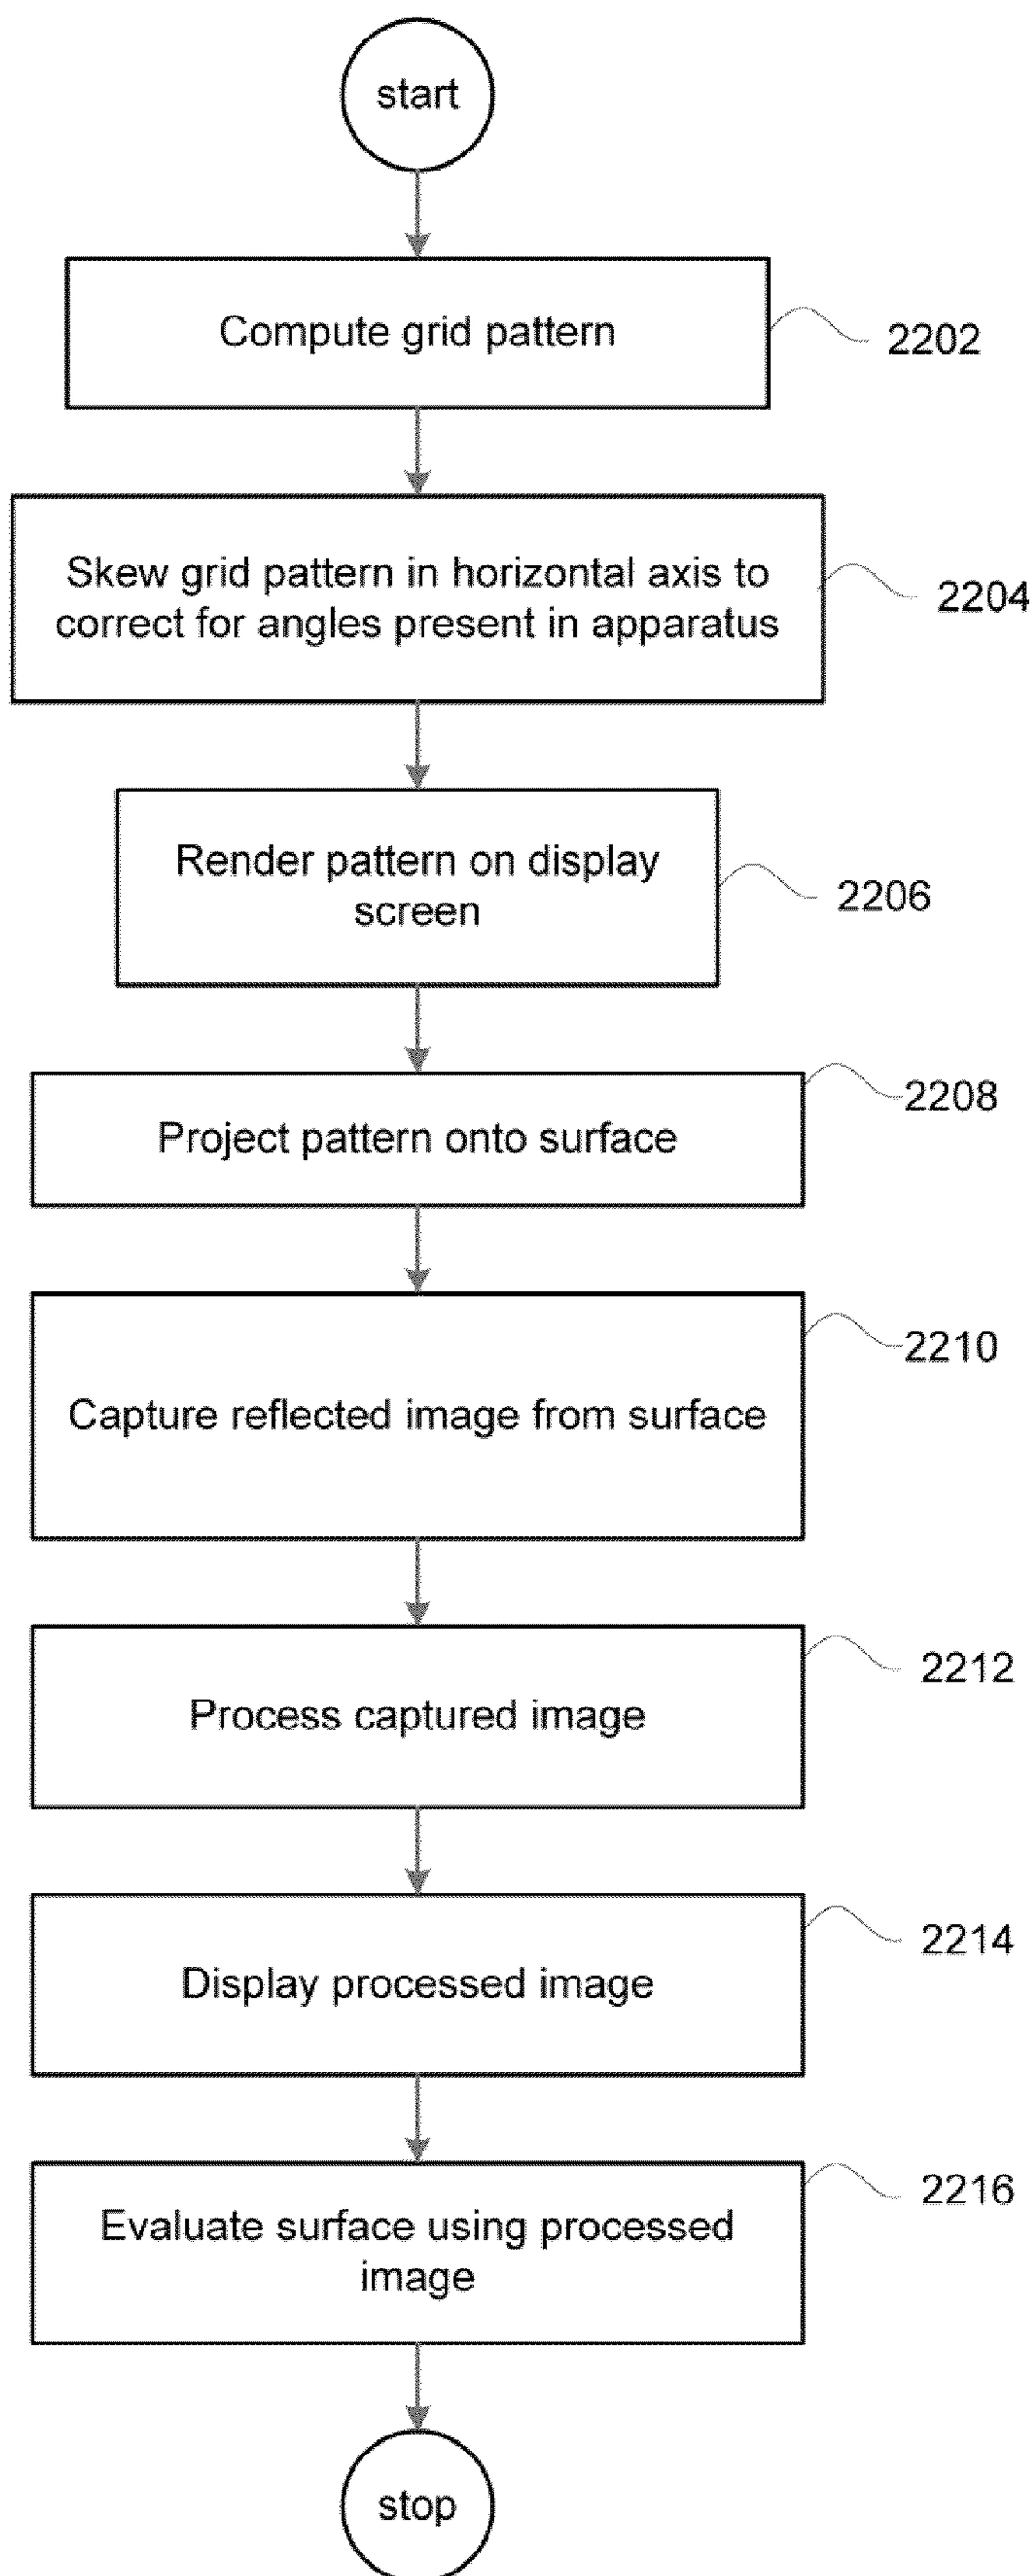 start
Compute grid pattern
2202
Skew grid pattern in horizontal axis to
correct for angles present in apparatus
2204
Render pattern on display
screen
2206
Project pattern onto surface
2208
Capture reflected image from surface
2210
Process captured image
2212
Display processed image
2214
Evaluate surface using processed
image
2216
stop